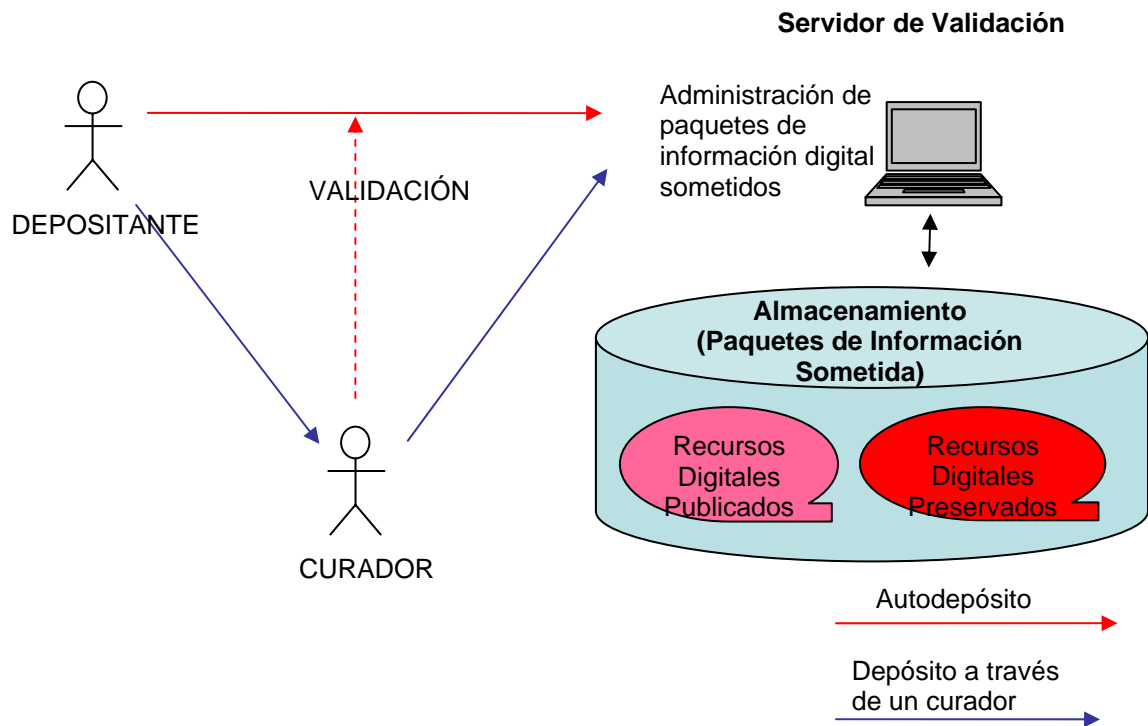 Servidor de Validación
Administración de
paquetes de
información digital
sometidos
VALIDACIÓN
DEPOSITANTE
Almacenamiento
(Paquetes de Información
Sometida)
Recursos
Digitales
Publicados
Recursos
Digitales
Preservados
CURADOR
Autodepósito
Depósito a través
de un curador